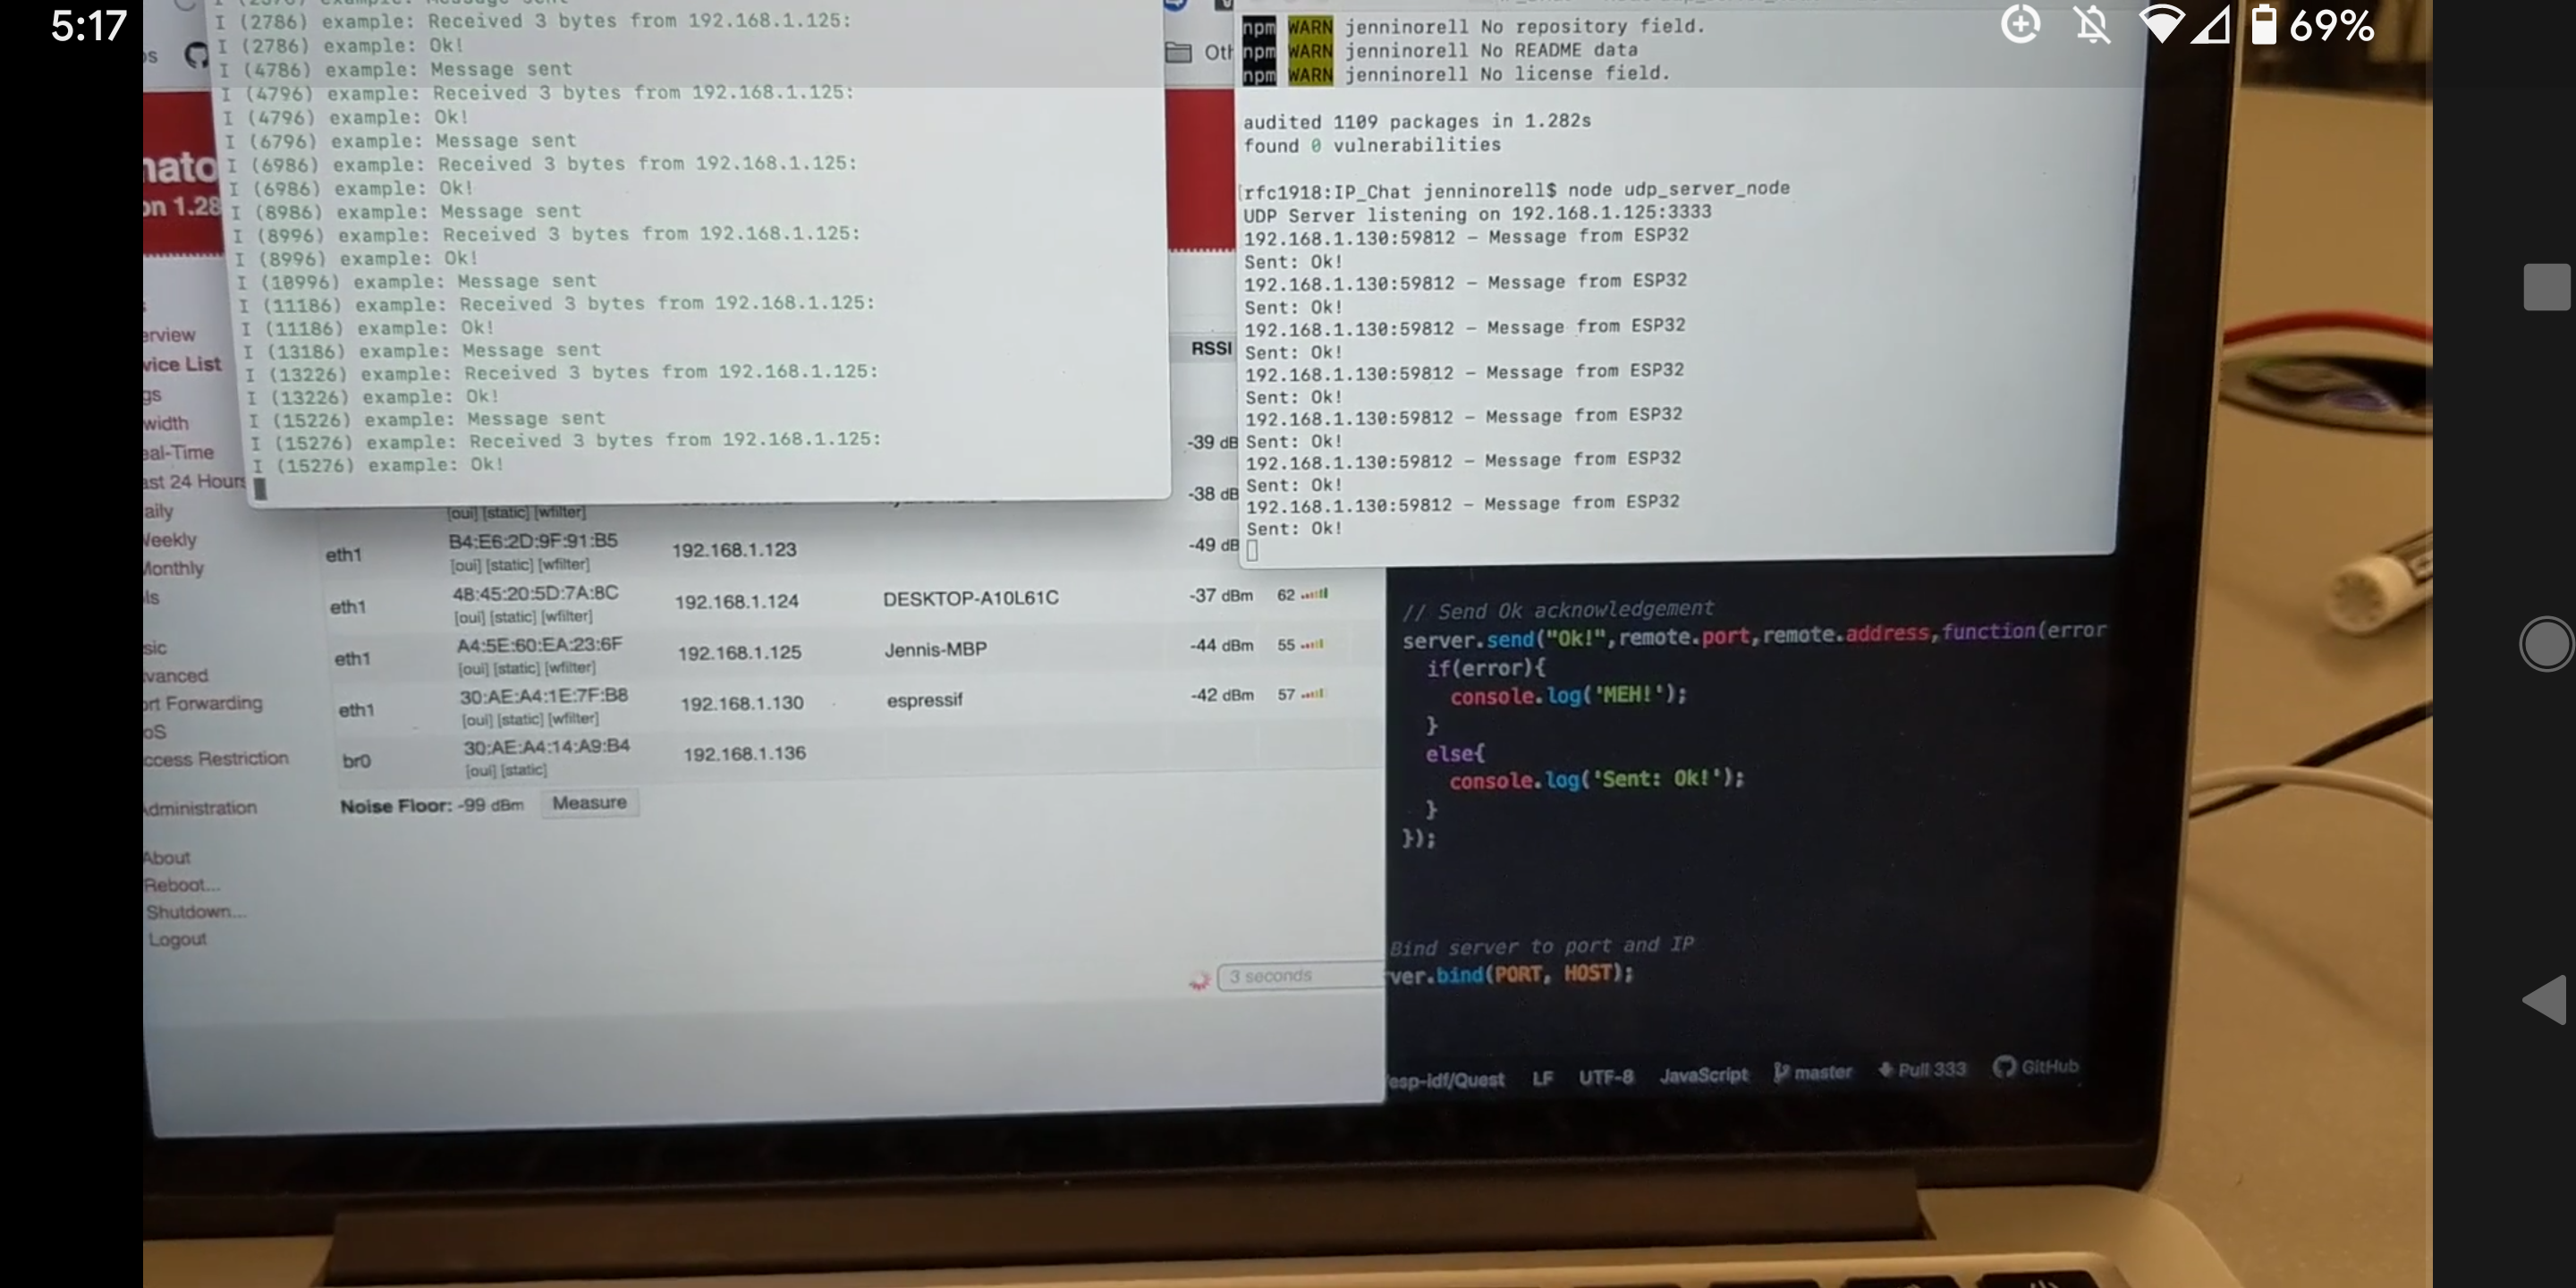 5:17
69%
I (2786) example: Received 3 bytes from 192.168.1.125:
I (2786) example: Ok!
I (4786) example: Message sent
I (4796) example: Received 3 bytes from 192.168.1.125:
I (4796) example: Ok!
I (6796) example: Message sent
I (6986) example: Received 3 bytes from 192.168.1.125:
I (6986) example: Ok!
I (8986) example: Message sent
I (8996) example: Received 3 bytes from 192.168.1.125:
I (8996) example: Ok!
I (10996) example: Message sent
I (11186) example: Received 3 bytes from 192.168.1.125:
I (11186) example: Ok!
I (13186) example: Message sent
I (13226) example: Received 3 bytes from 192.168.1.125:
I (13226) example: Ok!
I (15226) example: Message sent
I (15276) example: Received 3 bytes from 192.168.1.125:
I (15276) example: Ok!
npm WARN jenninorell No repository field.
npm WARN jenninorell No README data
npm WARN jenninorell No license field.
audited 1109 packages in 1.282s
found 0 vulnerabilities
[rfc1918:IP_Chat jenninorell$ node udp_server_node
UDP Server listening on 192.168.1.125:3333
192.168.1.130:59812 - Message from ESP32
Sent: Ok!
192.168.1.130:59812 - Message from ESP32
Sent: Ok!
192.168.1.130:59812 - Message from ESP32
Sent: Ok!
192.168.1.130:59812 - Message from ESP32
Sent: Ok!
192.168.1.130:59812 - Message from ESP32
Sent: Ok!
192.168.1.130:59812 - Message from ESP32
Sent: Ok!
192.168.1.130:59812 - Message from ESP32
Sent: Ok!
os
Oth
nato
on 1.28
erview
vice List
gs
width
eal-Time
ast 24 Hours
aily
Weekly
Monthly
ls
sic
vanced
ort Forwarding
oS
ccess Restriction
Administration
About
Reboot...
Shutdown...
Logout
RSSI
-39 dB
-38 dB
[oui] [static] [wfilter]
eth1 B4:E6:2D:9F:91:B5 192.168.1.123 -49 dB
[oui] [static] [wfilter]
eth1 48:45:20:5D:7A:8C 192.168.1.124 DESKTOP-A10L61C -37 dBm 62
[oui] [static] [wfilter]
eth1 A4:5E:60:EA:23:6F 192.168.1.125 Jennis-MBP -44 dBm 55
[oui] [static] [wfilter]
eth1 30:AE:A4:1E:7F:B8 192.168.1.130 espressif -42 dBm 57
[oui] [static] [wfilter]
br0 30:AE:A4:14:A9:B4 192.168.1.136
[oui] [static]
Noise Floor: -99 dBm Measure
3 seconds
// Send Ok acknowledgement
server.send("Ok!",remote.port,remote.address,function(error
if(error){
console.log('MEH!');
}
else{
console.log('Sent: Ok!');
}
});
Bind server to port and IP
ver.bind(PORT, HOST);
esp-idf/Quest LF UTF-8 JavaScript master Pull 333 GitHub